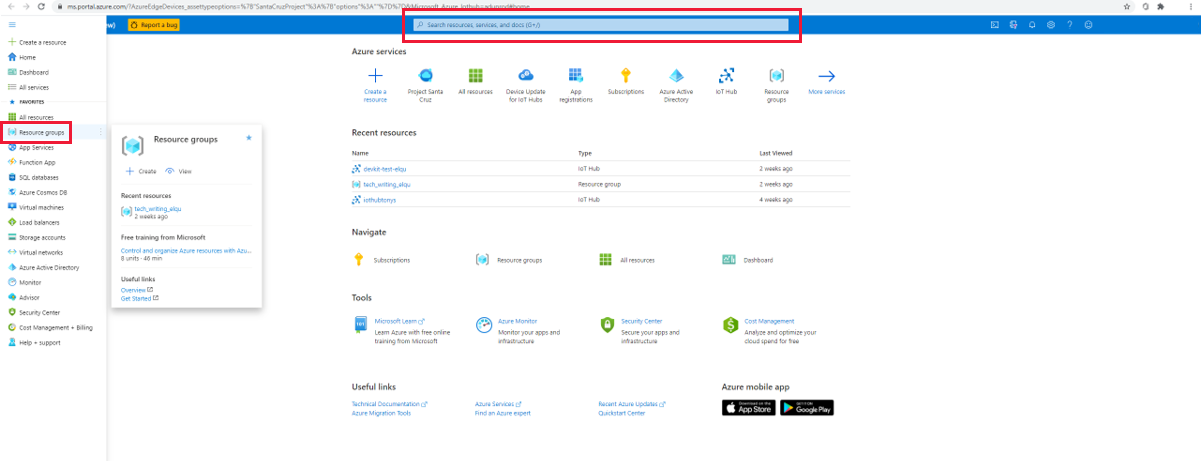 ms.portal.azure.com/?AzureEdgeDevices_assettypeoptions=%7B"SantaCruzProject"%3A%7B"options"%3A""%7D%7D&Microsoft_Azure_Iothub=aduprod#home
Report a bug
Search resources, services, and docs (G+/)
Create a resource
Home
Dashboard
All services
FAVORITES
All resources
Resource groups
App Services
Function App
SQL databases
Azure Cosmos DB
Virtual machines
Load balancers
Storage accounts
Virtual networks
Azure Active Directory
Monitor
Advisor
Security Center
Cost Management + Billing
Help + support
Resource groups
Create View
Recent resources
tech_writing_elqu
2 weeks ago
Free training from Microsoft
Control and organize Azure resources with Azu...
8 units · 46 min
Useful links
Overview
Get Started
Azure services
Create a resource
Project Santa Cruz
All resources
Device Update for IoT Hubs
App registrations
Subscriptions
Azure Active Directory
IoT Hub
Resource groups
More services
Recent resources
Name Type Last Viewed
devkit-test-elqu IoT Hub 2 weeks ago
tech_writing_elqu Resource group 2 weeks ago
iothubtonys IoT Hub 4 weeks ago
Navigate
Subscriptions Resource groups All resources Dashboard
Tools
Microsoft Learn
Learn Azure with free online
training from Microsoft
Azure Monitor
Monitor your apps and
infrastructure
Security Center
Secure your apps and
infrastructure
Cost Management
Analyze and optimize your
cloud spend for free
Useful links
Technical Documentation Azure Services Recent Azure Updates
Azure Migration Tools Find an Azure expert Quickstart Center
Azure mobile app
Download on the
App Store
GET IT ON
Google Play